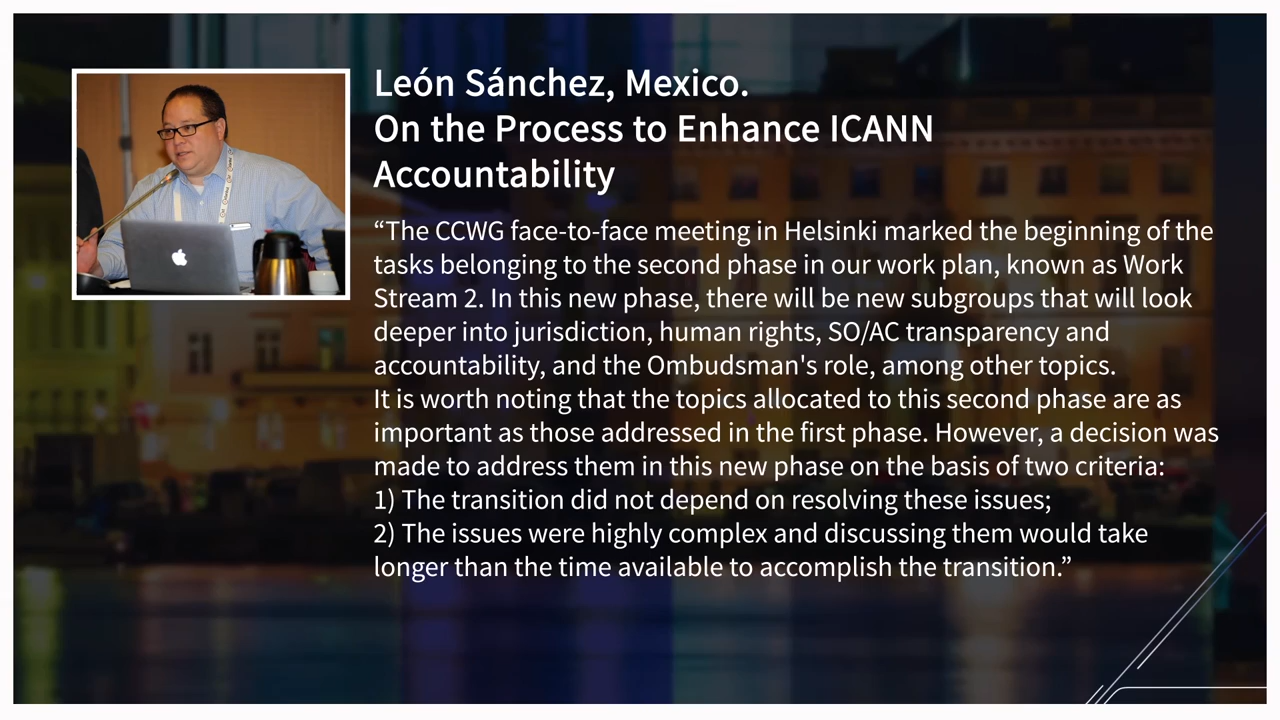 León Sánchez, Mexico.
On the Process to Enhance ICANN
Accountability
“The CCWG face-to-face meeting in Helsinki marked the beginning of the
tasks belonging to the second phase in our work plan, known as Work
Stream 2. In this new phase, there will be new subgroups that will look
deeper into jurisdiction, human rights, SO/AC transparency and
accountability, and the Ombudsman's role, among other topics.
It is worth noting that the topics allocated to this second phase are as
important as those addressed in the first phase. However, a decision was
made to address them in this new phase on the basis of two criteria:
1) The transition did not depend on resolving these issues;
2) The issues were highly complex and discussing them would take
longer than the time available to accomplish the transition.”